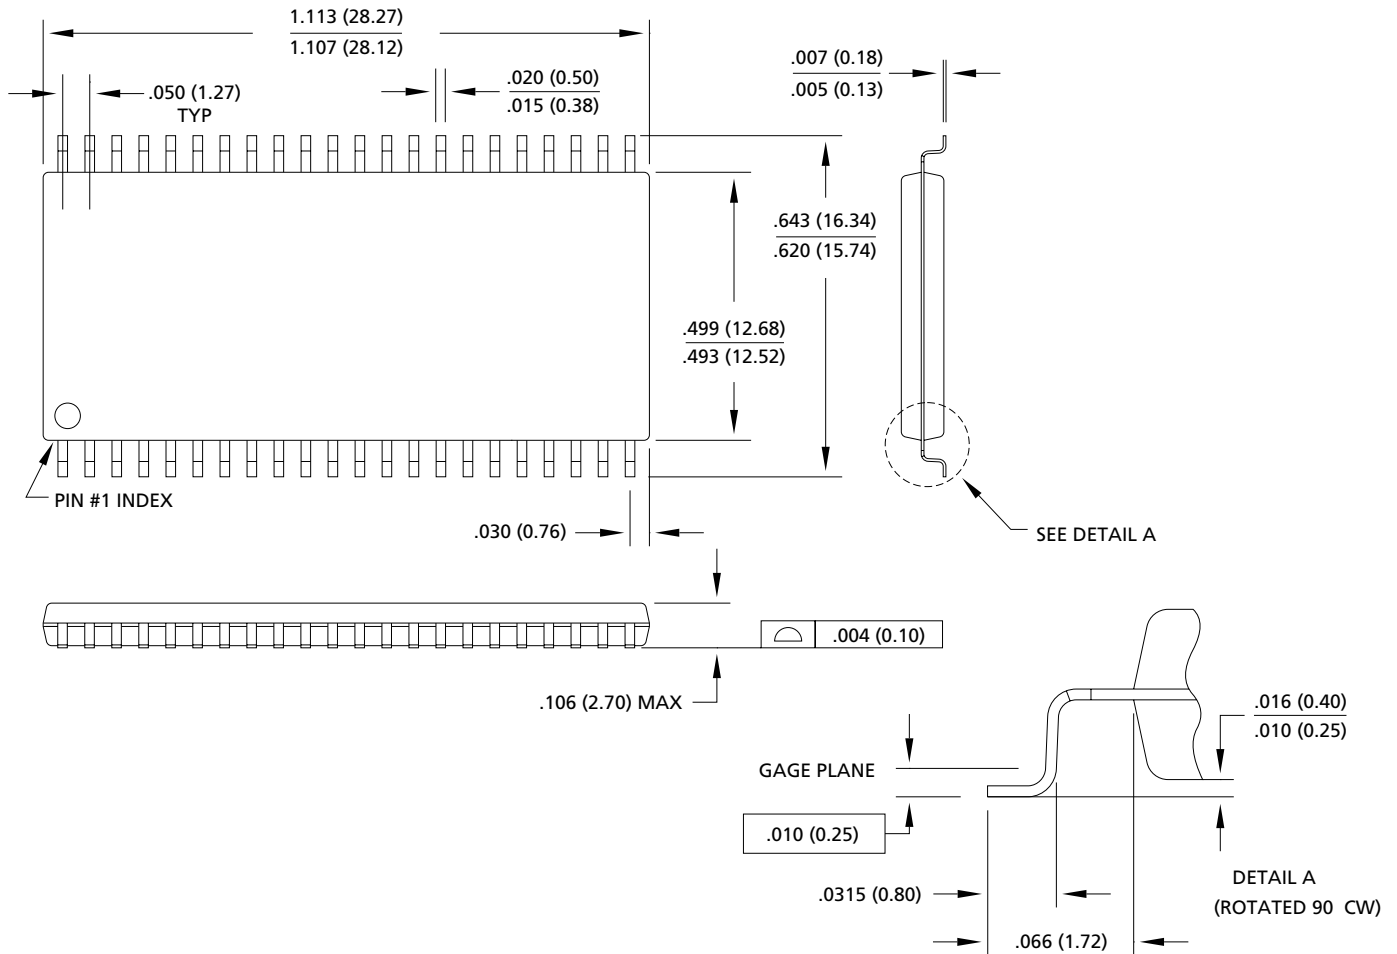 1.113 (28.27)
1.107 (28.12)
.050 (1.27)
TYP
.020 (0.50)
.015 (0.38)
.007 (0.18)
.005 (0.13)
.643 (16.34)
.620 (15.74)
.499 (12.68)
.493 (12.52)
PIN #1 INDEX
.030 (0.76)
SEE DETAIL A
.004 (0.10)
.106 (2.70) MAX
.016 (0.40)
.010 (0.25)
GAGE PLANE
.010 (0.25)
.0315 (0.80)
DETAIL A
(ROTATED 90 CW)
.066 (1.72)